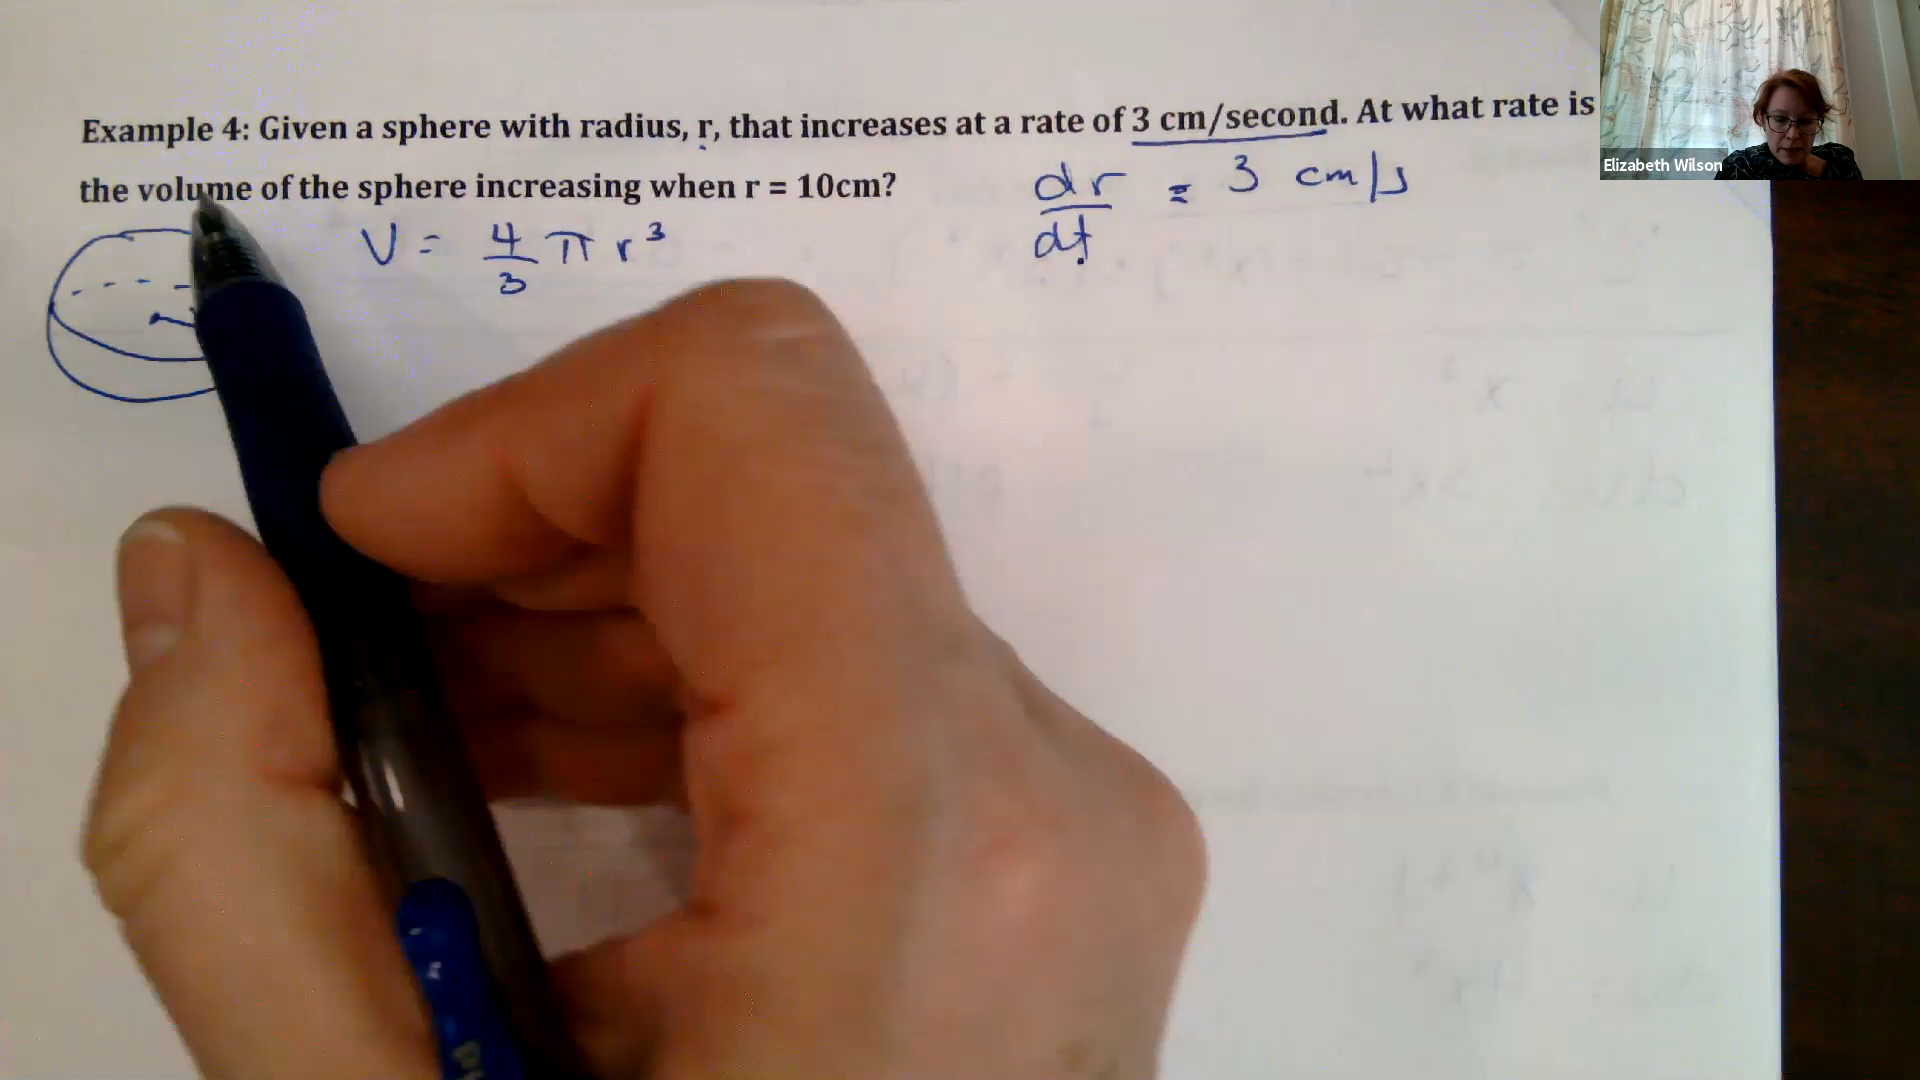 Example 4: Given a sphere with radius, r, that increases at a rate of 3 cm/second. At what rate is
the volume of the sphere increasing when r = 10cm?
dr/dt = 3 cm/s
V = 4/3 π r³
Elizabeth Wilson